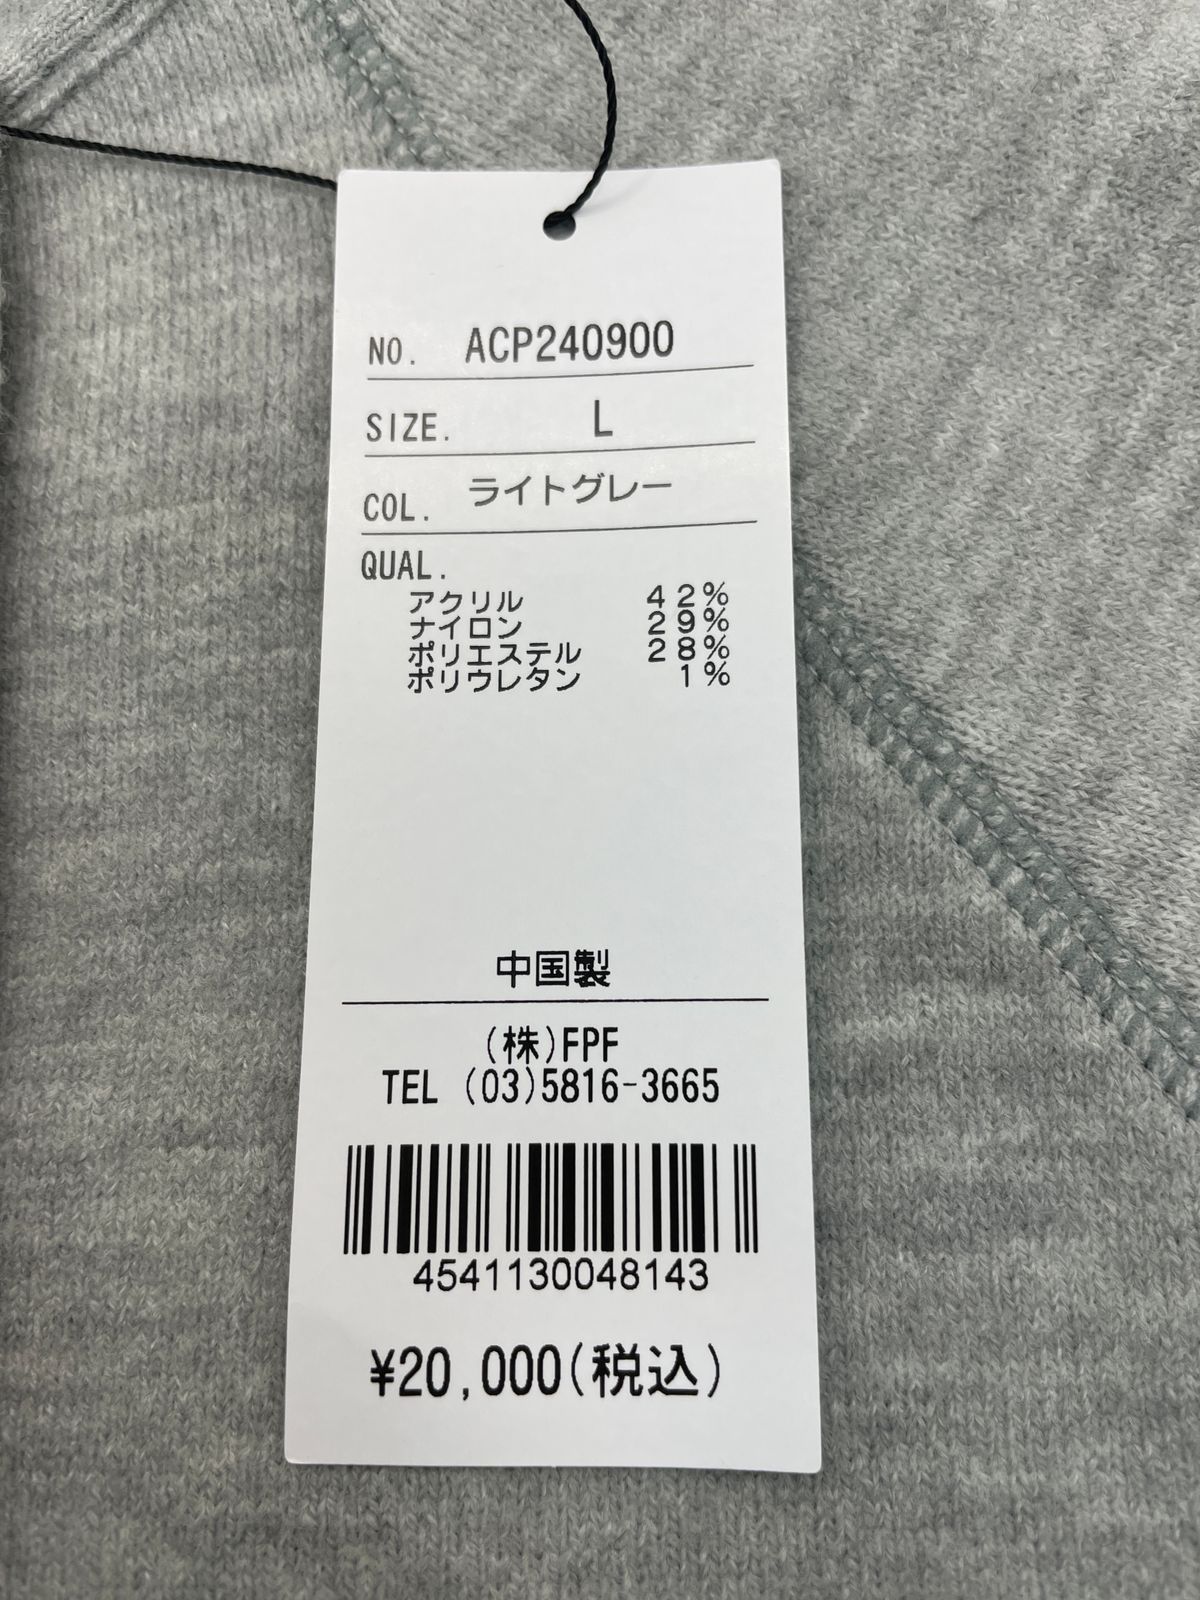 NO. ACP240900
SIZE. L
COL. ライトグレー
QUAL.
アクリル 42%
ナイロン 29%
ポリエステル 28%
ポリウレタン 1%
中国製
(株)FPF
TEL (03)5816-3665
4541130048143
¥20,000(税込)